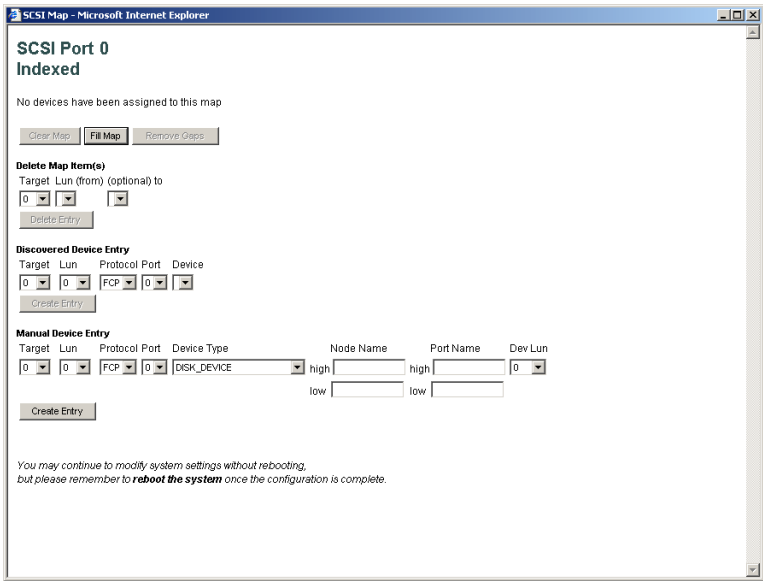 SCSI Map - Microsoft Internet Explorer
SCSI Port 0
Indexed
No devices have been assigned to this map
Clear Map Fill Map Remove Gaps
Delete Map Item(s)
Target Lun (from) (optional) to
0
Delete Entry
Discovered Device Entry
Target Lun Protocol Port Device
0 0 FCP 0
Create Entry
Manual Device Entry
Target Lun Protocol Port Device Type Node Name Port Name Dev Lun
0 0 FCP 0 DISK_DEVICE high high 0
low low
Create Entry
You may continue to modify system settings without rebooting,
but please remember to reboot the system once the configuration is complete.